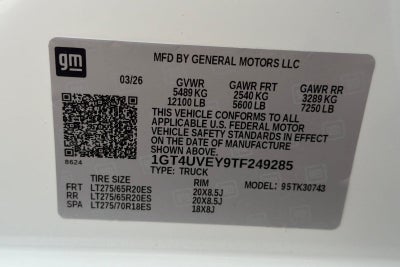 gm
MFD BY GENERAL MOTORS LLC
03/26 GVWR GAWR FRT GAWR RR
5489 KG 2540 KG 3289 KG
12100 LB 5600 LB 7250 LB
THIS VEHICLE CONFORMS TO ALL
APPLICABLE U.S. FEDERAL MOTOR
VEHICLE SAFETY STANDARDS IN EFFECT
ON THE DATE OF MANUFACTURE SHOWN ABOVE.
8624 1GT4UVEY9TF249285
TYPE: TRUCK
TIRE SIZE RIM MODEL: 95TK30743
FRT LT275/65R20ES 20X8.5J
RR LT275/65R20ES 20X8.5J
SPA LT275/70R18ES 18X8J